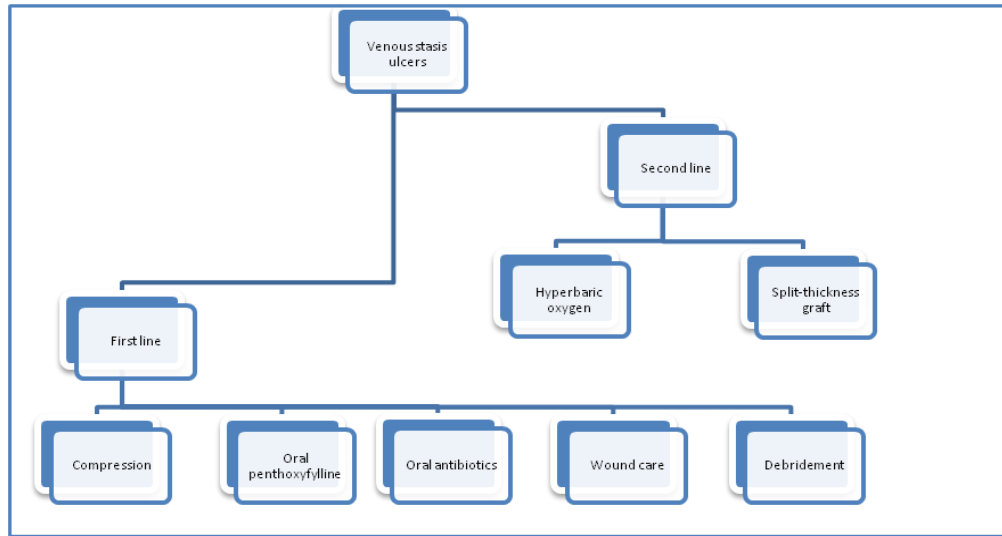 Venous stasis
ulcers
Second line
Hyperbaric
oxygen
Split-thickness
graft
First line
Compression
Oral
penthoxyfylline
Oral antibiotics
Wound care
Debridement